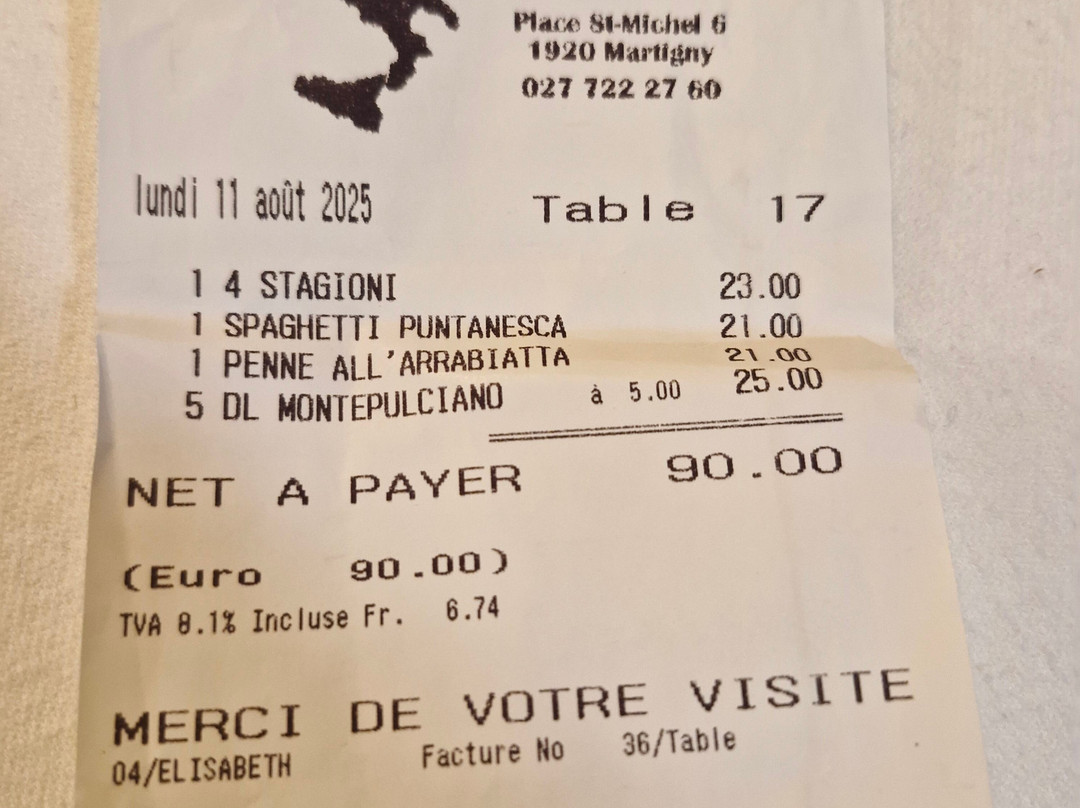 Place St-Michel 6
1920 Martigny
027 722 27 60
lundi 11 août 2025 Table 17
1 4 STAGIONI 23.00
1 SPAGHETTI PUNTANESCA 21.00
1 PENNE ALL'ARRABIATTA 21.00
5 DL MONTEPULCIANO à 5.00 25.00
NET A PAYER 90.00
(Euro 90.00)
TVA 8.1% Incluse Fr. 6.74
MERCI DE VOTRE VISITE
04/ELISABETH Facture No 36/Table